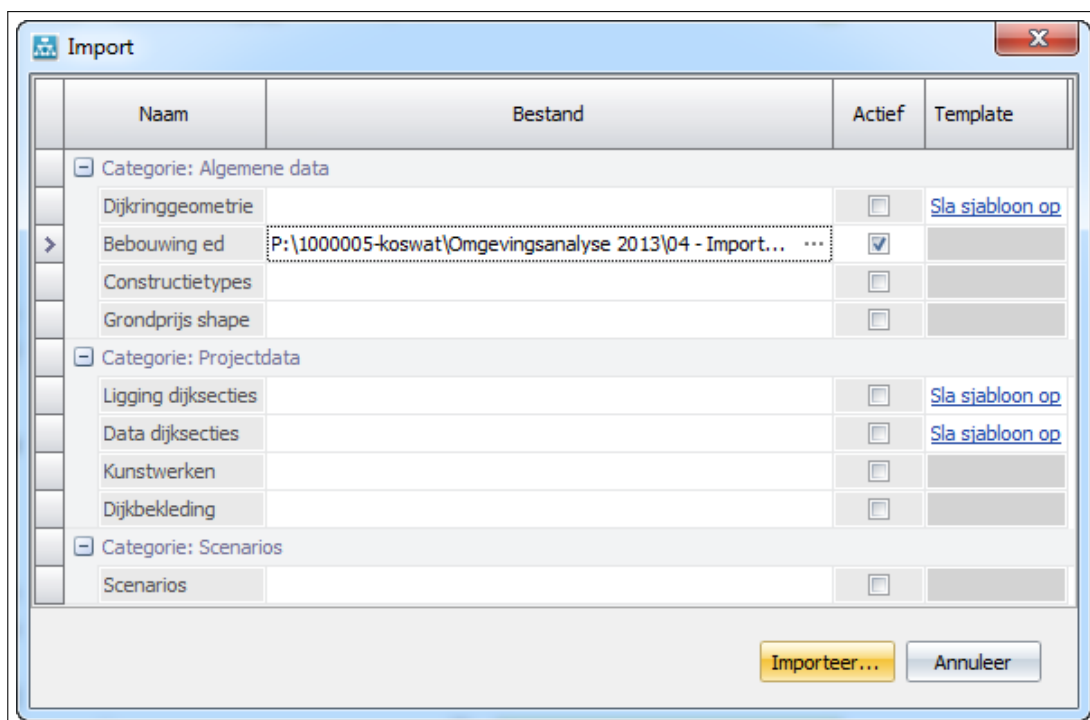 Import
Naam Bestand Actief Template
Categorie: Algemene data
Dijkringgeometrie Sla sjabloon op
Bebouwing ed P:\1000005-koswat\Omgevingsanalyse 2013\04 - Import... ...
Constructietypes
Grondprijs shape
Categorie: Projectdata
Ligging dijksecties Sla sjabloon op
Data dijksecties Sla sjabloon op
Kunstwerken
Dijkbekleding
Categorie: Scenarios
Scenarios
Importeer... Annuleer